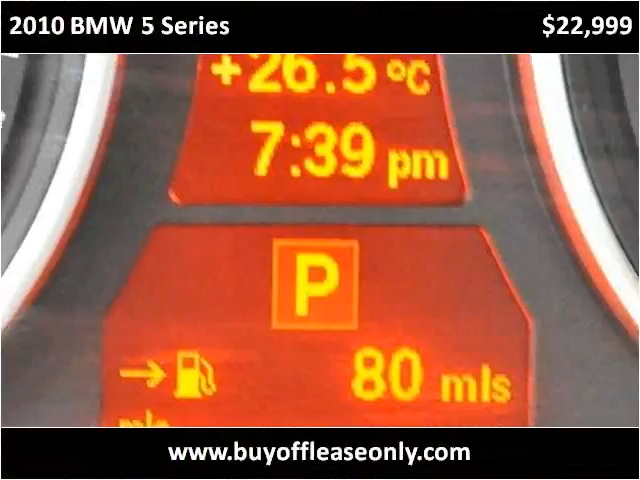 2010 BMW 5 Series $22,999
+26.5 °C
7:39 pm
P
→ 80 mls
www.buyoffleaseonly.com